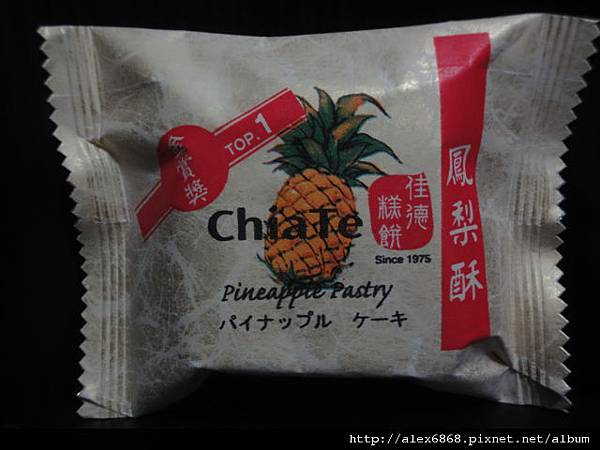 金賞獎
TOP.1
ChiaTe
佳德
糕餅
Since 1975
Pineapple Pastry
パイナップル ケーキ
鳳梨酥
http://alex6868.pixnet.net/album